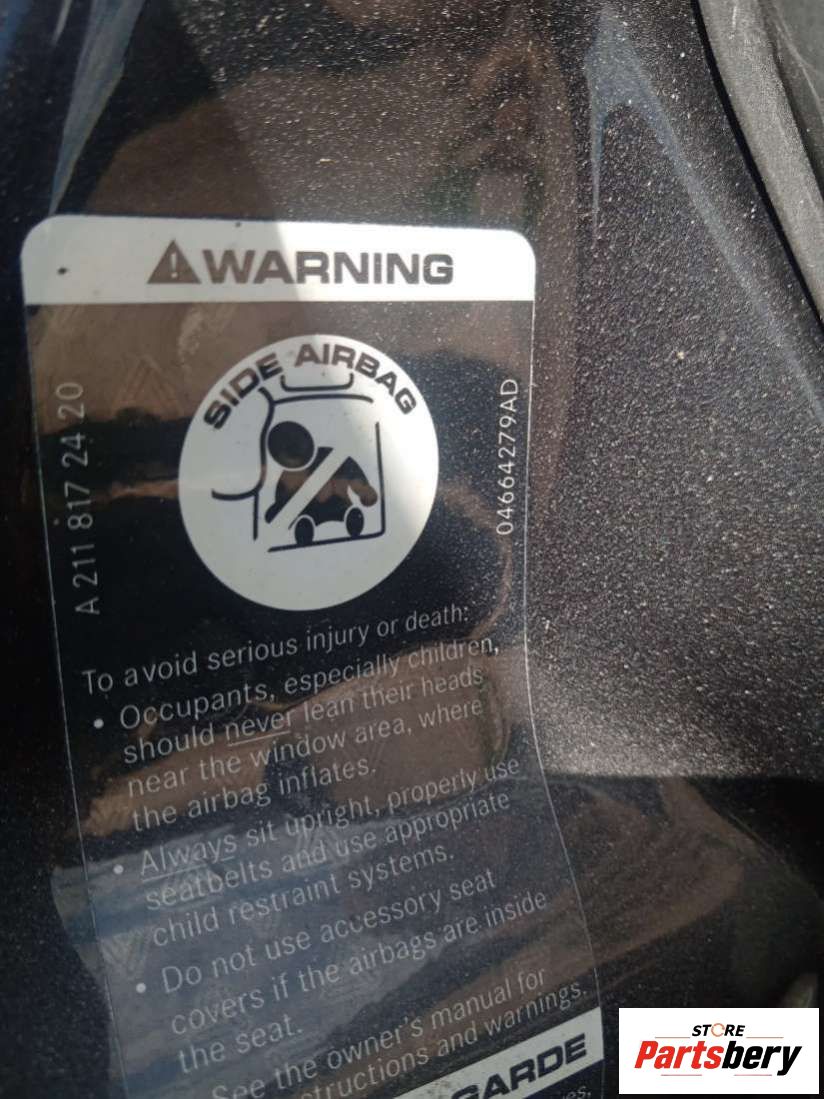 WARNING
SIDE AIRBAG
A 211 817 24 20
04664279AD
To avoid serious injury or death:
• Occupants, especially children,
should never lean their heads
near the window area, where
the airbag inflates.
• Always sit upright, properly use
seatbelts and use appropriate
child restraint systems.
• Do not use accessory seat
covers if the airbags are inside
the seat.
See the owner's manual for
structions and warnings.
GARDE
STORE
Partsbery